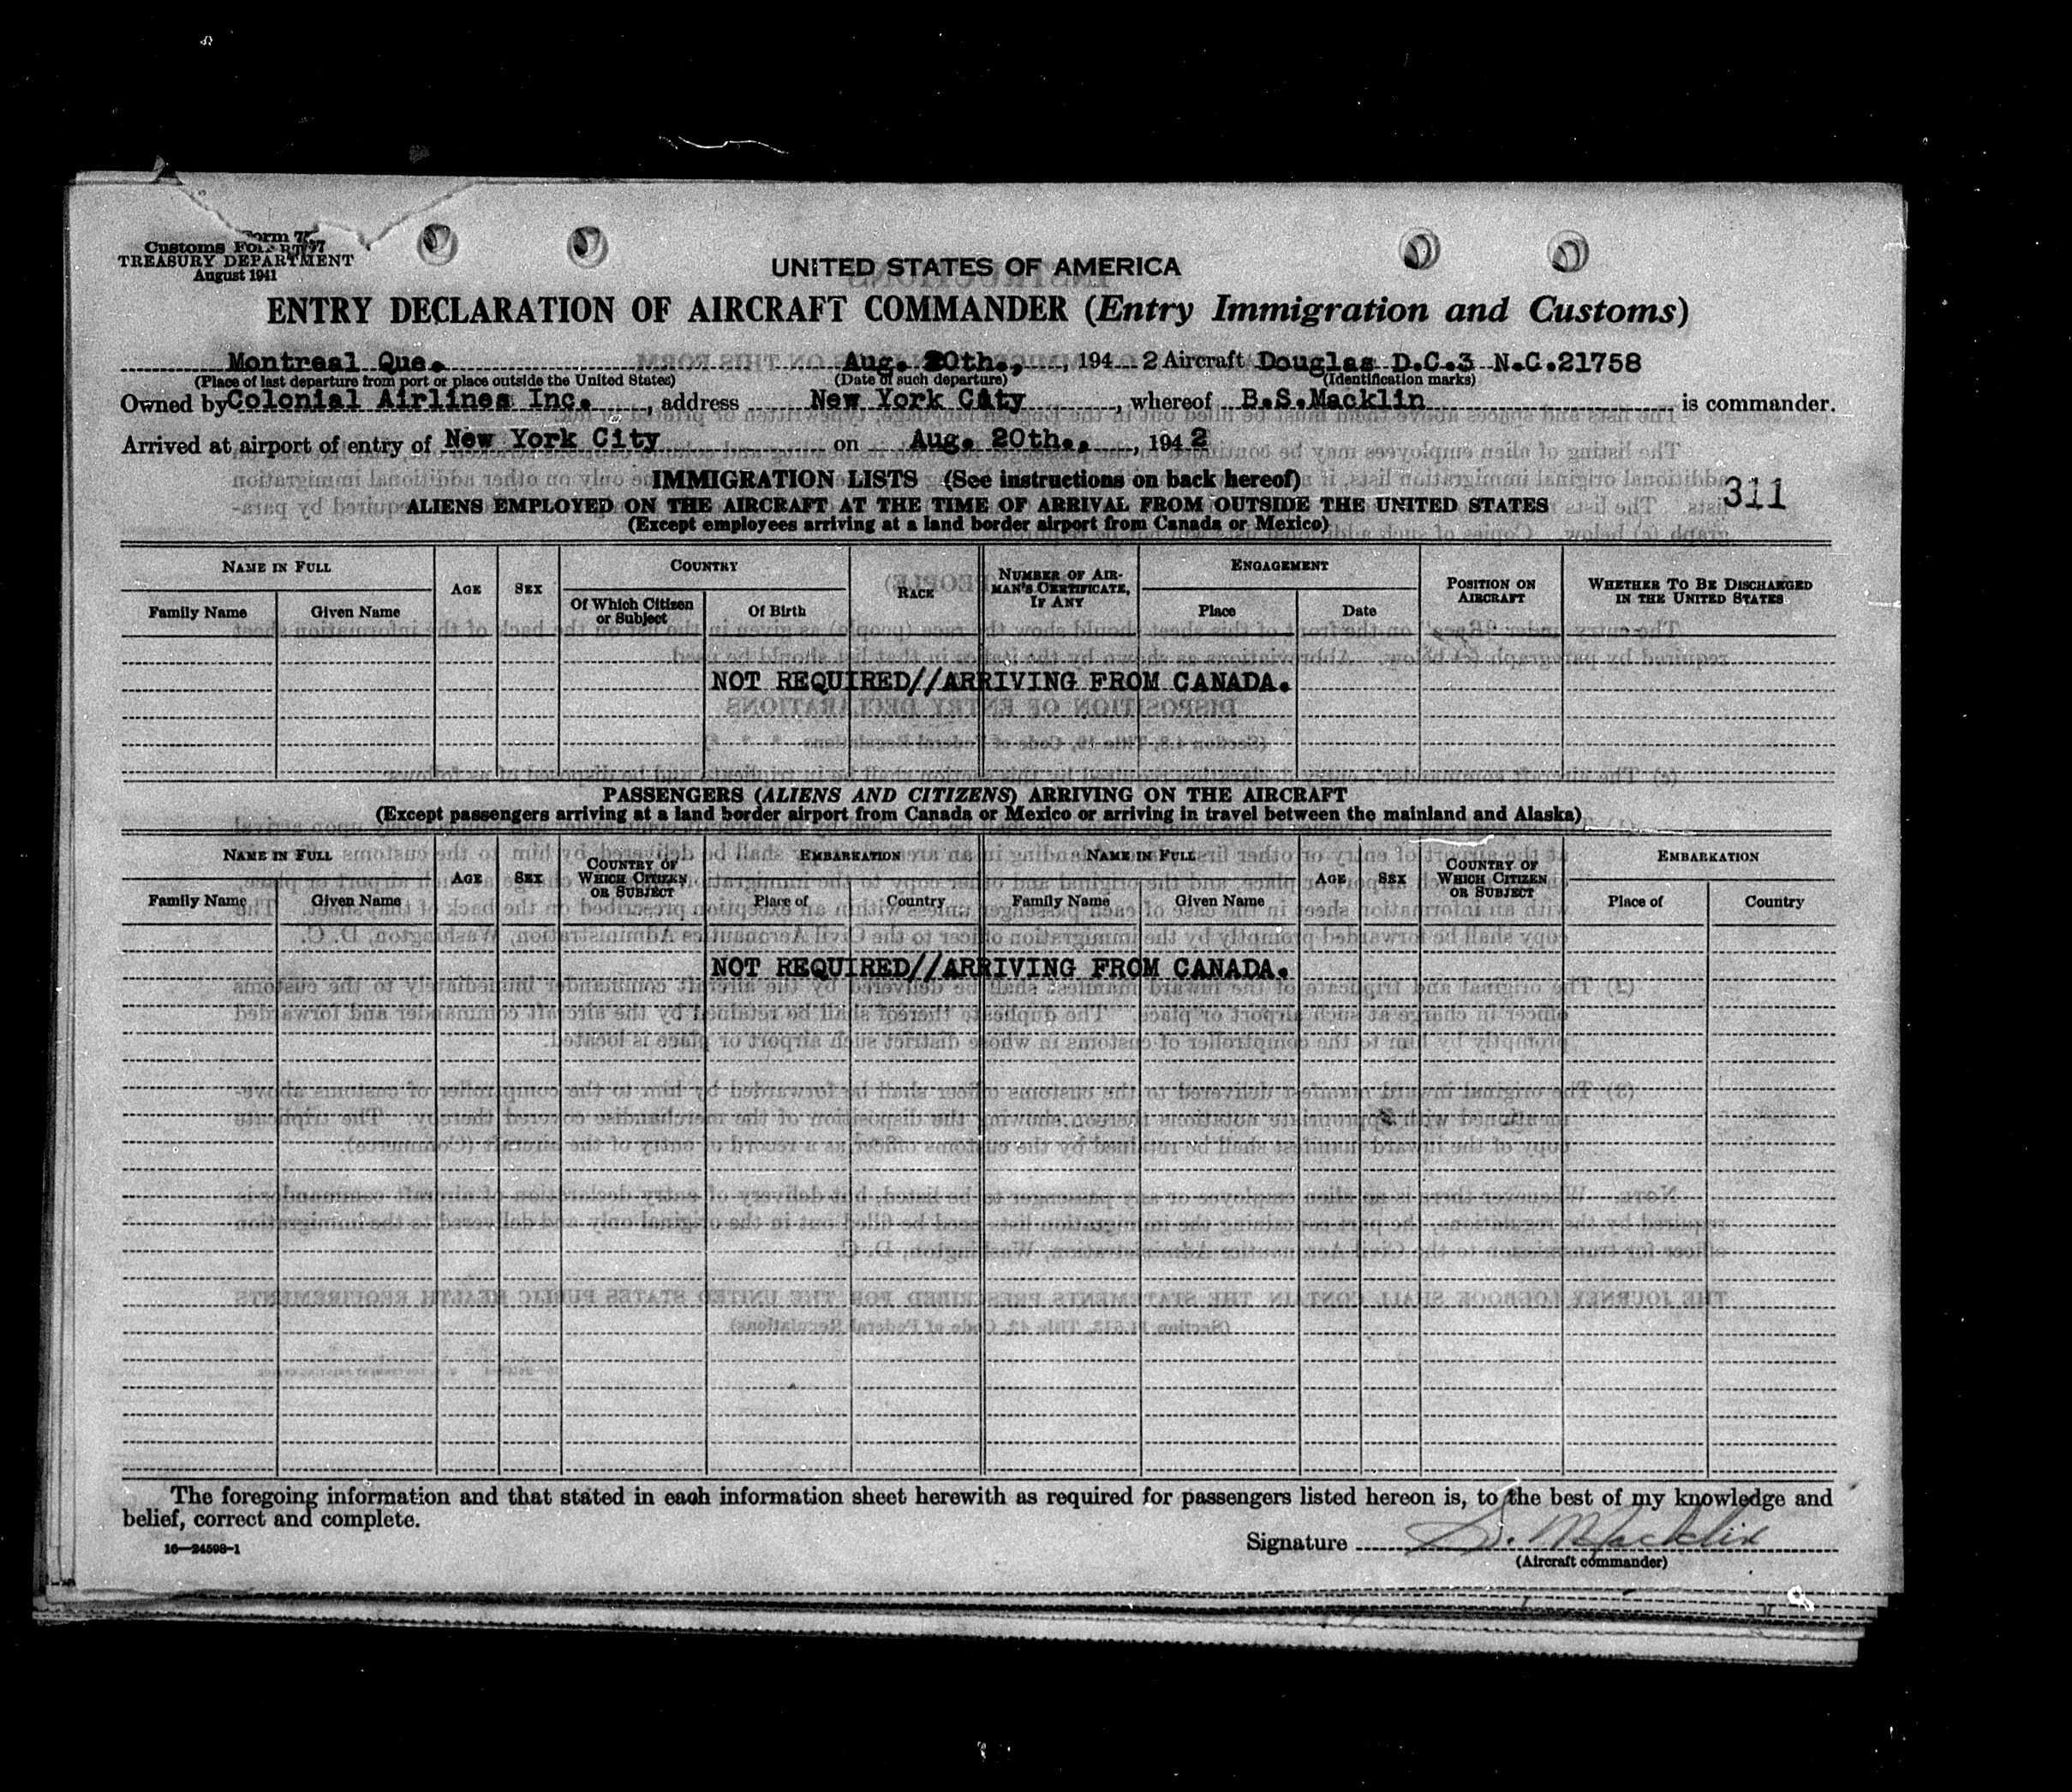 Customs Form 7
TREASURY DEPARTMENT
August 1941
UNITED STATES OF AMERICA
ENTRY DECLARATION OF AIRCRAFT COMMANDER (Entry Immigration and Customs)
Montreal Que. Aug. 20th., 194 2 Aircraft Douglas D.C.3 N.C.21758
(Place of last departure from port or place outside the United States) (Date of such departure) (Identification marks)
Owned by Colonial Airlines Inc. , address New York City , whereof B.S.Macklin is commander.
Arrived at airport of entry of New York City on Aug. 20th., , 194 2
IMMIGRATION LISTS (See instructions on back hereof)
311
ALIENS EMPLOYED ON THE AIRCRAFT AT THE TIME OF ARRIVAL FROM OUTSIDE THE UNITED STATES
(Except employees arriving at a land border airport from Canada or Mexico)
NAME IN FULL AGE SEX COUNTRY RACE NUMBER OF AIRMAN'S CERTIFICATE, IF ANY ENGAGEMENT POSITION ON AIRCRAFT WHETHER TO BE DISCHARGED IN THE UNITED STATES
Family Name Given Name Of Which Citizen or Subject Of Birth Place Date
NOT REQUIRED//ARRIVING FROM CANADA.
PASSENGERS (ALIENS AND CITIZENS) ARRIVING ON THE AIRCRAFT
(Except passengers arriving at a land border airport from Canada or Mexico or arriving in travel between the mainland and Alaska)
NAME IN FULL AGE SEX COUNTRY OF WHICH CITIZEN OR SUBJECT EMBARKATION NAME IN FULL AGE SEX COUNTRY OF WHICH CITIZEN OR SUBJECT EMBARKATION
Family Name Given Name Place of Country Family Name Given Name Place of Country
NOT REQUIRED//ARRIVING FROM CANADA.
The foregoing information and that stated in each information sheet herewith as required for passengers listed hereon is, to the best of my knowledge and
belief, correct and complete.
16—24598-1
Signature S. Macklin
(Aircraft commander)